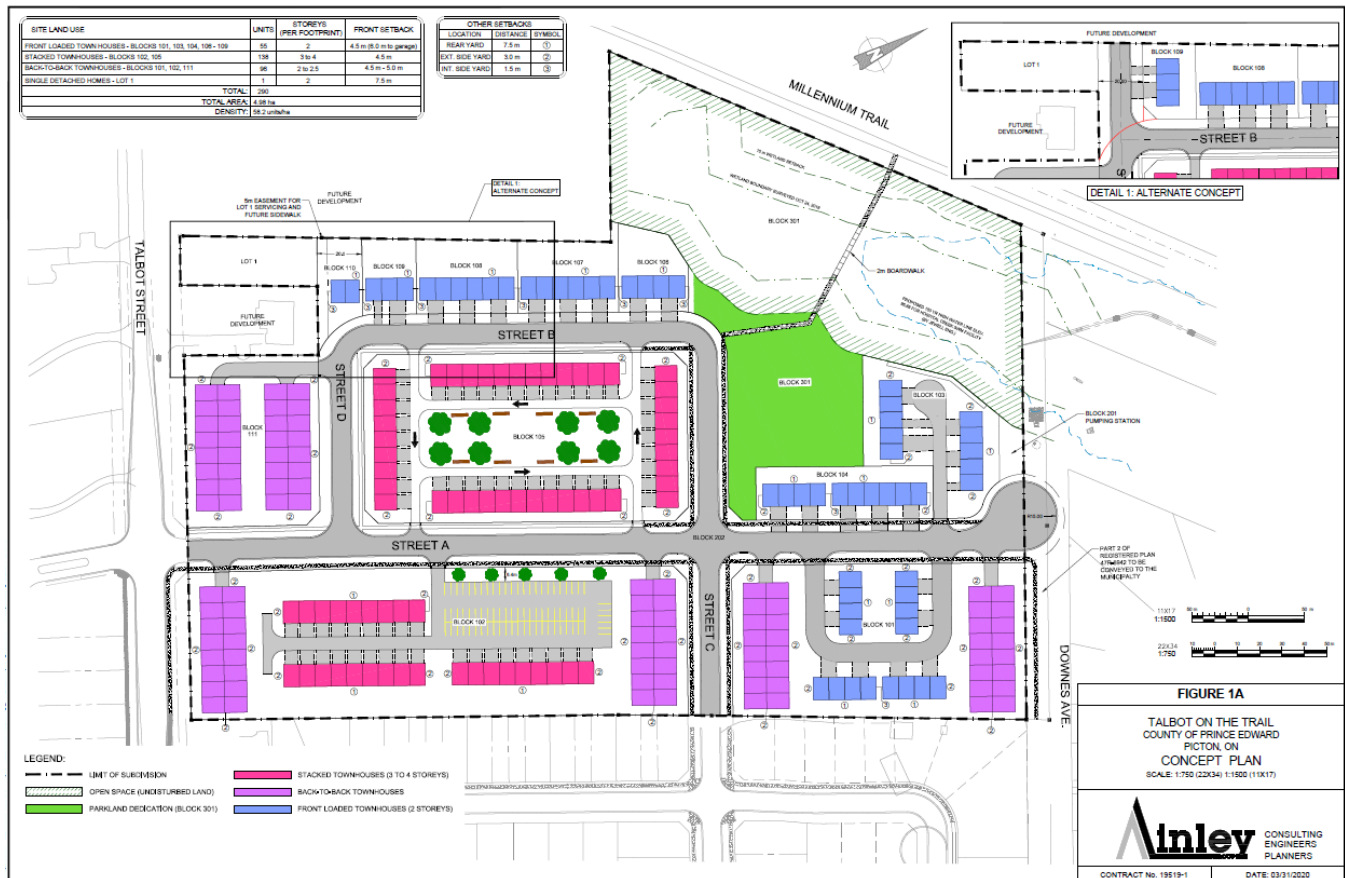 SITE LAND USE UNITS STOREYS (PER FOOTPRINT) FRONT SETBACK
FRONT LOADED TOWN HOUSES - BLOCKS 101, 103, 104, 106 - 109 55 2 4.5 m (6.0 m to garage)
STACKED TOWNHOUSES - BLOCKS 102, 105 138 3 to 4 4.5 m
BACK-TO-BACK TOWNHOUSES - BLOCKS 101, 102, 111 96 2 to 2.5 4.5 m - 5.0 m
SINGLE DETACHED HOMES - LOT 1 1 2 7.5 m
TOTAL: 290
TOTAL AREA: 4.98 ha
DENSITY: 58.2 units/ha
OTHER SETBACKS
LOCATION DISTANCE SYMBOL
REAR YARD 7.5 m 1
EXT. SIDE YARD 3.0 m 2
INT. SIDE YARD 1.5 m 3
Z
MILLENNIUM TRAIL
FUTURE DEVELOPMENT
LOT 1
BLOCK 109
BLOCK 108
FUTURE
DEVELOPMENT
STREET B
DETAIL 1: ALTERNATE CONCEPT
DETAIL 1:
ALTERNATE CONCEPT
5m EASEMENT FOR
LOT 1 SERVICING AND
FUTURE SIDEWALK
FUTURE
DEVELOPMENT
WETLAND BOUNDARY SURVEYED OCT 24, 2019
BLOCK 301
2m BOARDWALK
TALBOT STREET
LOT 1
BLOCK 110
BLOCK 109
BLOCK 108
BLOCK 107
BLOCK 106
FUTURE
DEVELOPMENT
STREET B
STREET D
BLOCK 301
BLOCK 103
BLOCK 111
BLOCK 105
BLOCK 201
PUMPING STATION
BLOCK 104
STREET A
BLOCK 202
PART 2 OF
REGISTERED PLAN
TO BE
CONVEYED TO THE
MUNICIPALTY
BLOCK 102
STREET C
BLOCK 101
DOWNES AVE.
11X17
1:1500
22X34
1:750
LEGEND:
LIMIT OF SUBDIVISION
OPEN SPACE (UNDISTURBED LAND)
PARKLAND DEDICATION (BLOCK 301)
STACKED TOWNHOUSES (3 TO 4 STOREYS)
BACK-TO-BACK TOWNHOUSES
FRONT LOADED TOWNHOUSES (2 STOREYS)
FIGURE 1A
TALBOT ON THE TRAIL
COUNTY OF PRINCE EDWARD
PICTON, ON
CONCEPT PLAN
SCALE: 1:750 (22X34) 1:1500 (11X17)
Ainley
CONSULTING
ENGINEERS
PLANNERS
CONTRACT No. 19519-1
DATE: 03/31/2020